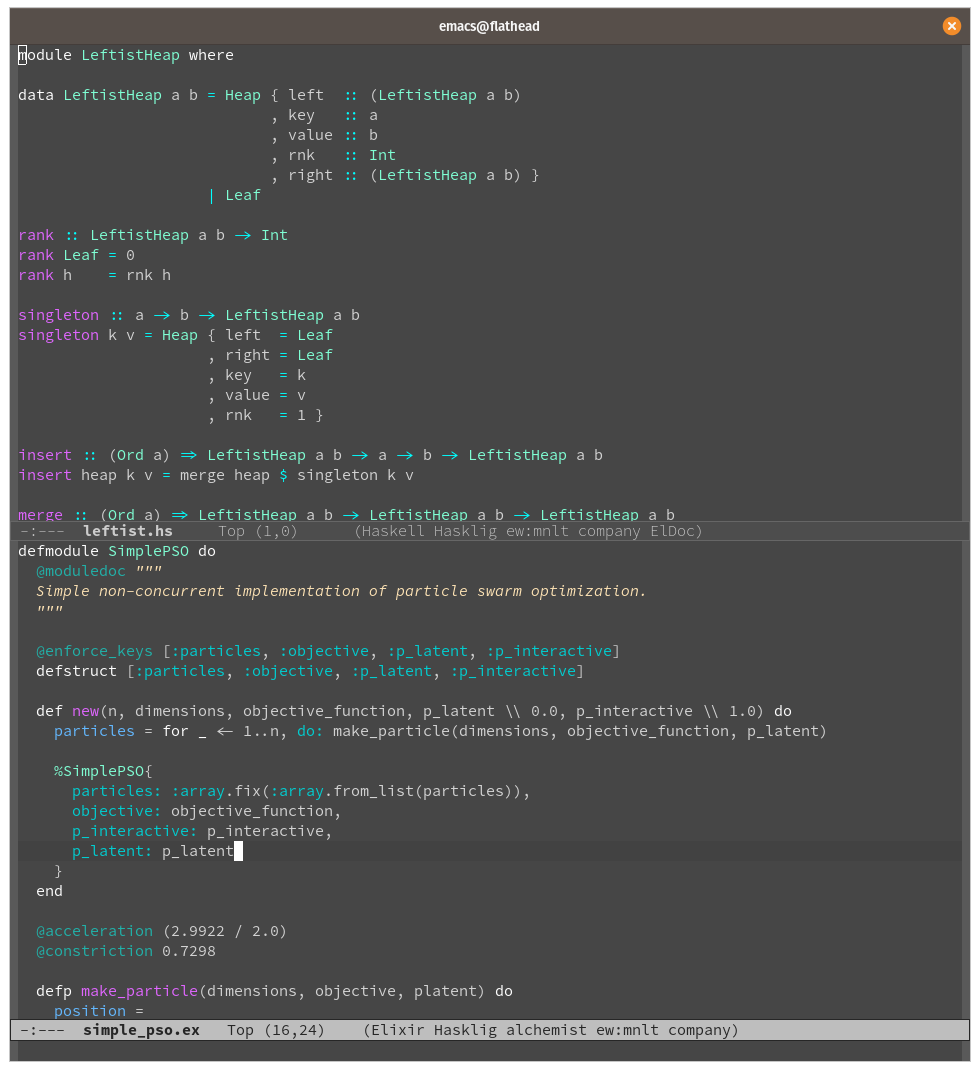 emacs@flathead
module LeftistHeap where
data LeftistHeap a b = Heap { left  :: (LeftistHeap a b)
                            , key   :: a
                            , value :: b
                            , rnk   :: Int
                            , right :: (LeftistHeap a b) }
                     | Leaf
rank :: LeftistHeap a b → Int
rank Leaf = 0
rank h    = rnk h
singleton :: a → b → LeftistHeap a b
singleton k v = Heap { left  = Leaf
                     , right = Leaf
                     , key   = k
                     , value = v
                     , rnk   = 1 }
insert :: (Ord a) ⇒ LeftistHeap a b → a → b → LeftistHeap a b
insert heap k v = merge heap $ singleton k v
merge :: (Ord a) ⇒ LeftistHeap a b → LeftistHeap a b → LeftistHeap a b
-:---  leftist.hs     Top (1,0)      (Haskell Hasklig ew:mnlt company ElDoc)
defmodule SimplePSO do
  @moduledoc """
  Simple non-concurrent implementation of particle swarm optimization.
  """
  @enforce_keys [:particles, :objective, :p_latent, :p_interactive]
  defstruct [:particles, :objective, :p_latent, :p_interactive]
  def new(n, dimensions, objective_function, p_latent \\ 0.0, p_interactive \\ 1.0) do
    particles = for _ ← 1..n, do: make_particle(dimensions, objective_function, p_latent)
    %SimplePSO{
      particles: :array.fix(:array.from_list(particles)),
      objective: objective_function,
      p_interactive: p_interactive,
      p_latent: p_latent
    }
  end
  @acceleration (2.9922 / 2.0)
  @constriction 0.7298
  defp make_particle(dimensions, objective, platent) do
    position =
-:---  simple_pso.ex   Top (16,24)    (Elixir Hasklig alchemist ew:mnlt company)